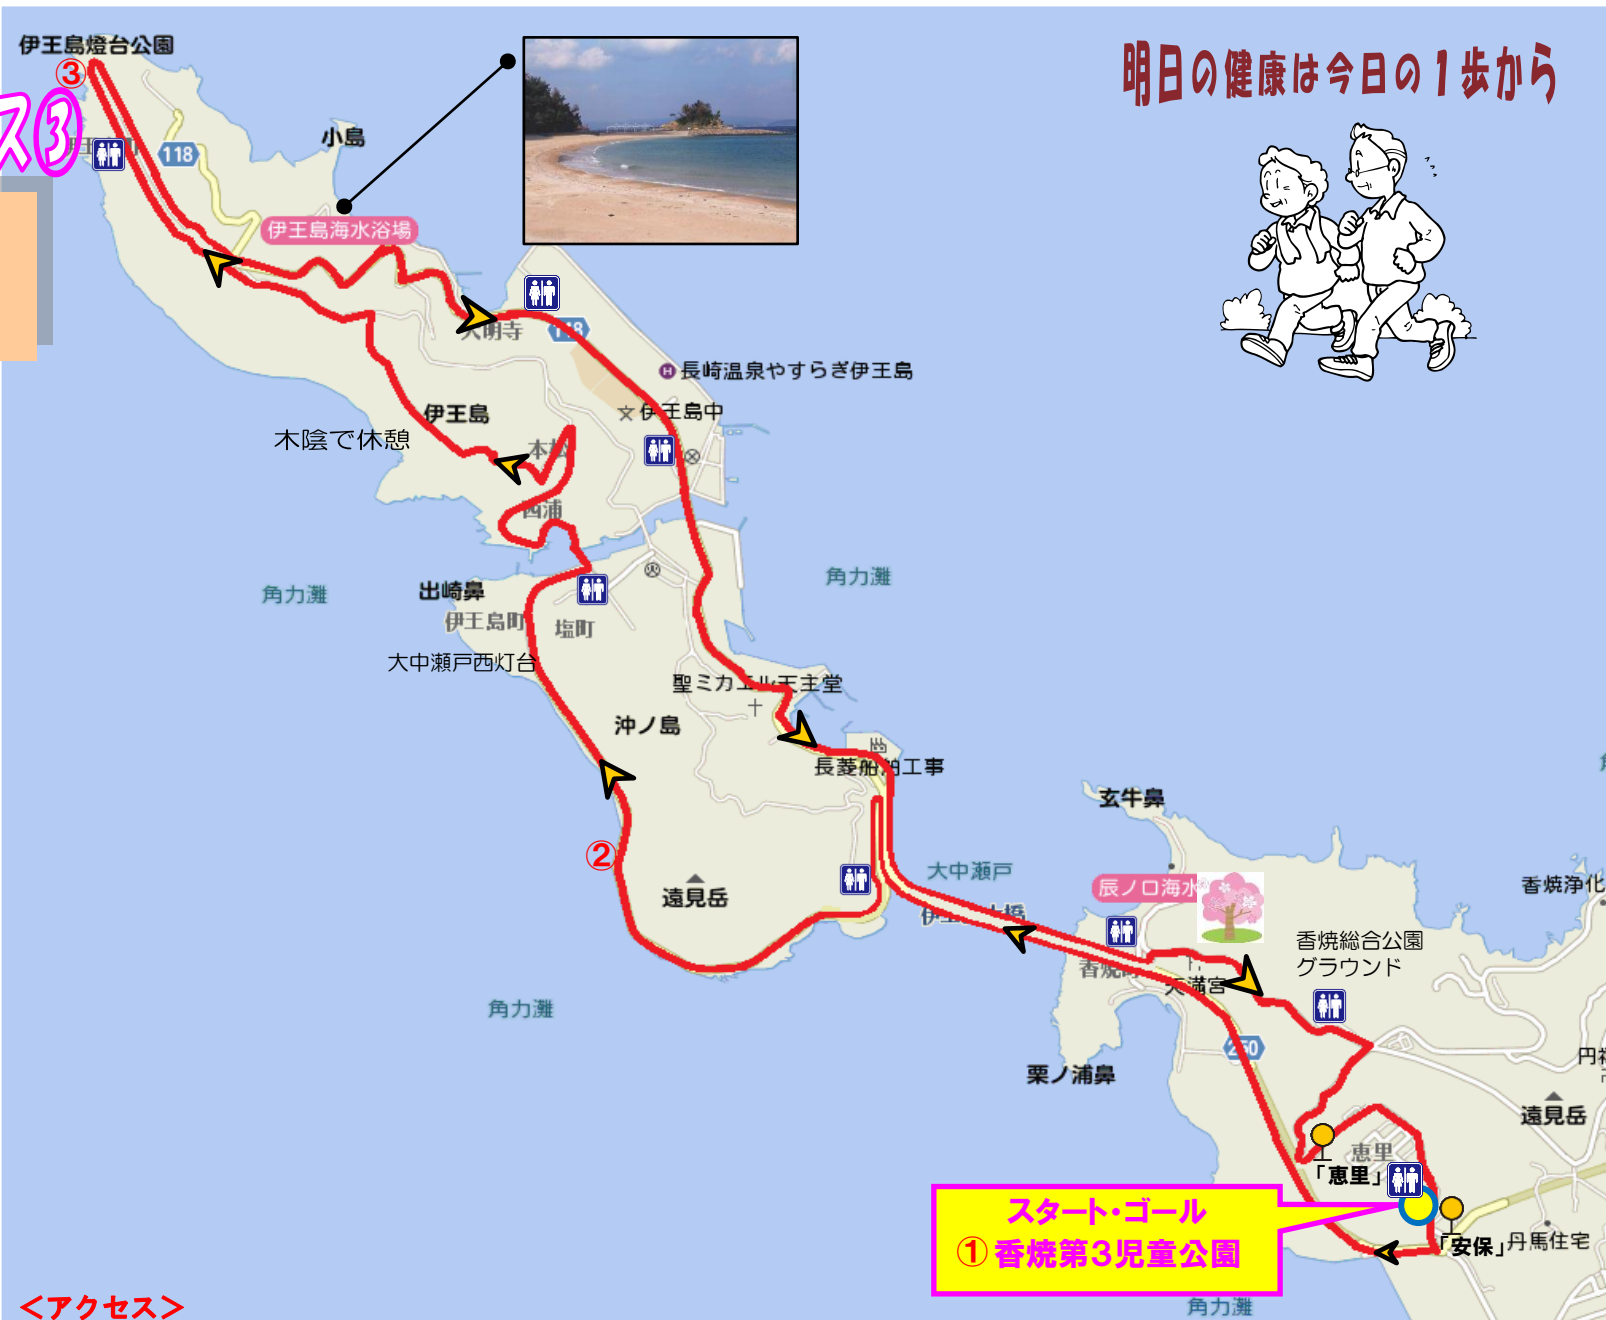 伊王島燈台公園
③
ス③
118
小島
伊王島海水浴場
明日の健康は今日の1歩から
大明寺
118
長崎温泉やすらぎ伊王島
伊王島中
伊王島
木陰で休憩
本村
西浦
角力灘
角力灘
出崎鼻
伊王島町
塩町
大中瀬戸西灯台
聖ミカエル天主堂
沖ノ島
長菱船舶工事
②
遠見岳
玄牛鼻
大中瀬戸
辰ノ口海水
香焼浄化
香焼総合公園
グラウンド
香焼町
天満宮
角力灘
250
栗ノ浦鼻
遠見岳
恵里
「恵里」
スタート・ゴール
①香焼第3児童公園
「安保」
丹馬住宅
角力灘
＜アクセス＞